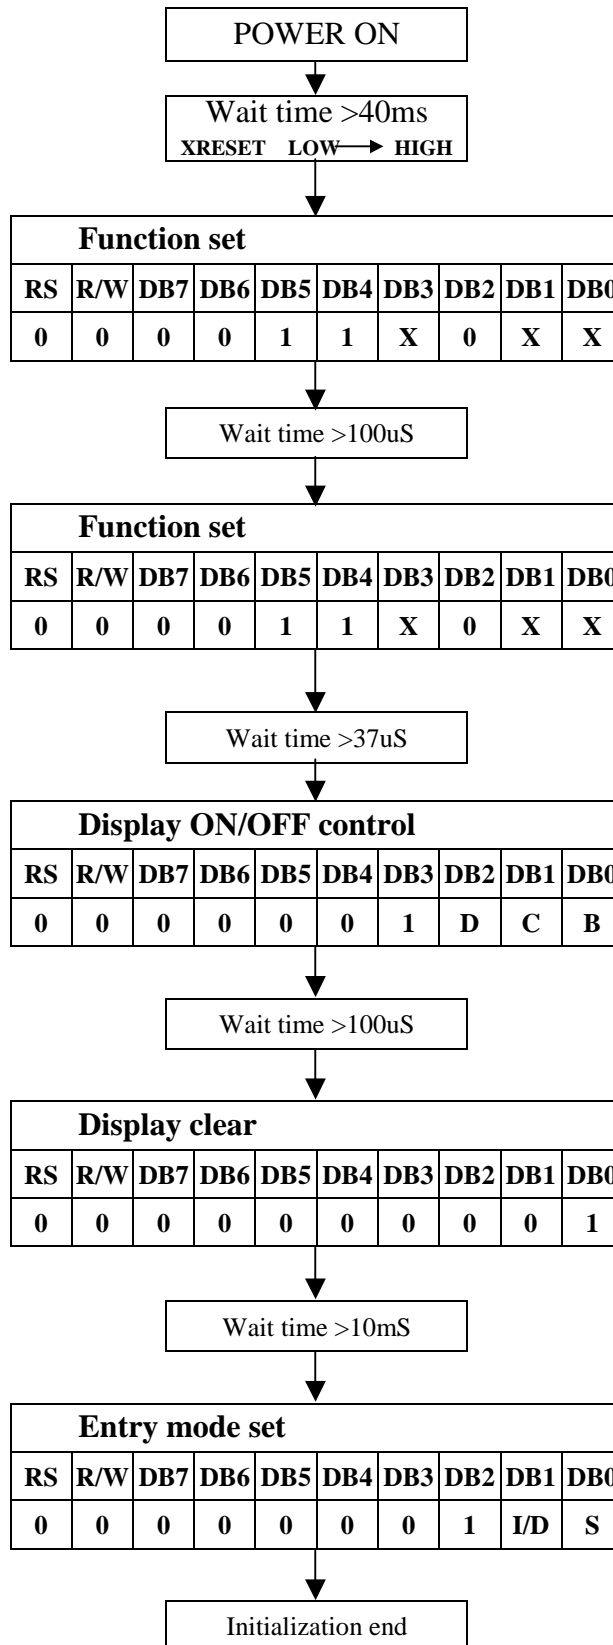 POWER ON
Wait time >40ms
XRESET LOW HIGH
Function set
RS R/W DB7 DB6 DB5 DB4 DB3 DB2 DB1 DB0
0 0 0 0 1 1 X 0 X X
Wait time >100uS
Function set
RS R/W DB7 DB6 DB5 DB4 DB3 DB2 DB1 DB0
0 0 0 0 1 1 X 0 X X
Wait time >37uS
Display ON/OFF control
RS R/W DB7 DB6 DB5 DB4 DB3 DB2 DB1 DB0
0 0 0 0 0 0 1 D C B
Wait time >100uS
Display clear
RS R/W DB7 DB6 DB5 DB4 DB3 DB2 DB1 DB0
0 0 0 0 0 0 0 0 0 1
Wait time >10mS
Entry mode set
RS R/W DB7 DB6 DB5 DB4 DB3 DB2 DB1 DB0
0 0 0 0 0 0 0 1 I/D S
Initialization end